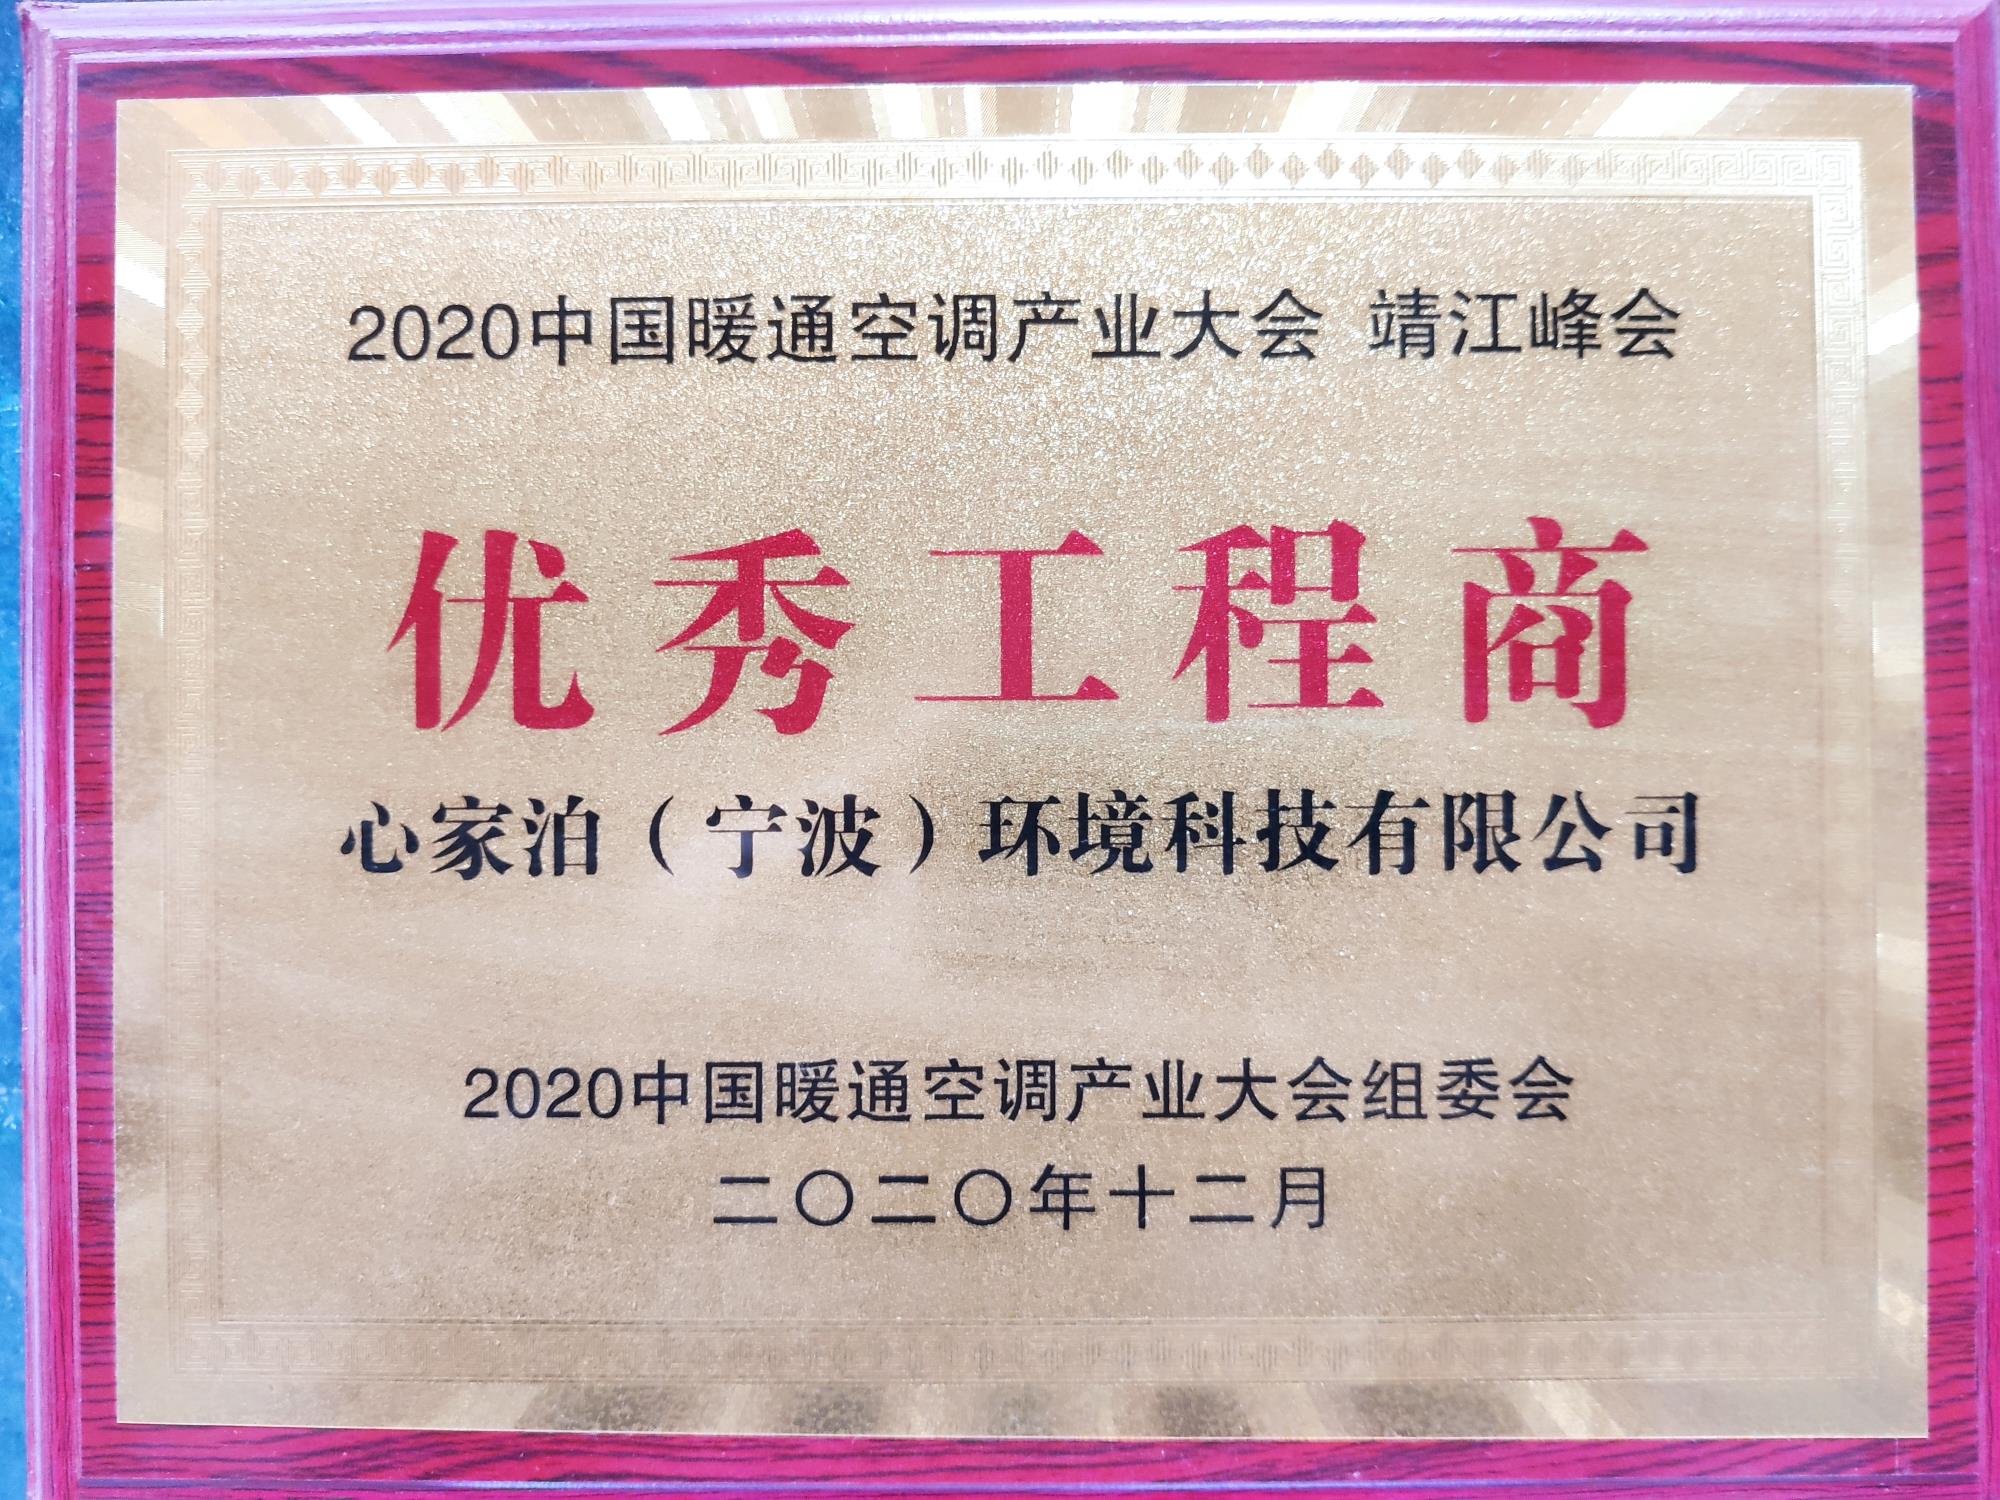 2020中国暖通空调产业大会 靖江峰会
优秀工程商
心家泊（宁波）环境科技有限公司
2020中国暖通空调产业大会组委会
二〇二〇年十二月